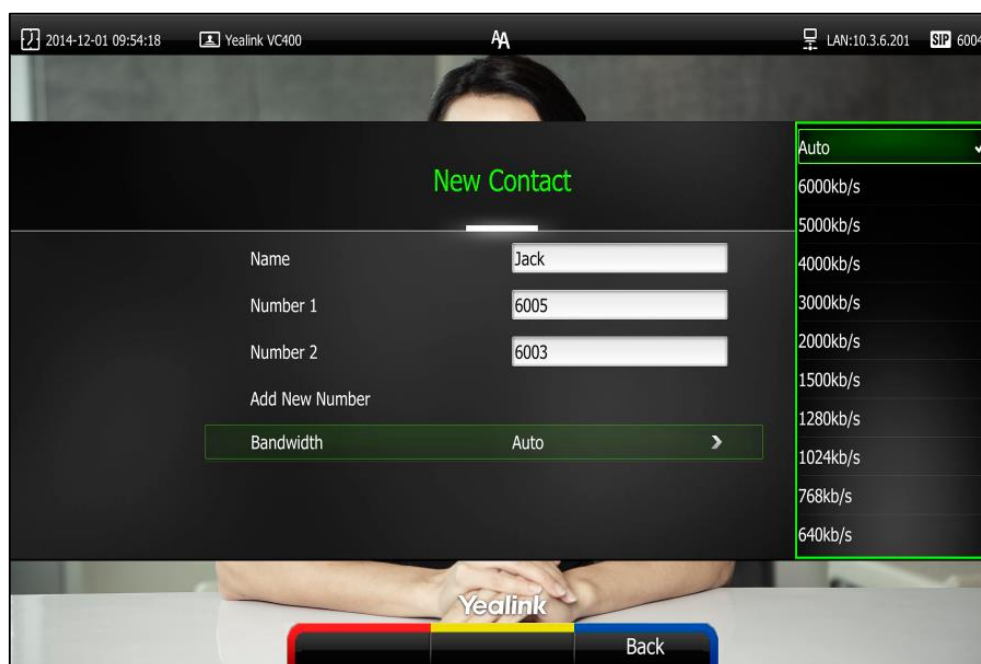 2014-12-01 09:54:18 Yealink VC400 AA LAN:10.3.6.201 SIP 6004
New Contact
Name Jack
Number 1 6005
Number 2 6003
Add New Number
Bandwidth Auto
Auto
6000kb/s
5000kb/s
4000kb/s
3000kb/s
2000kb/s
1500kb/s
1280kb/s
1024kb/s
768kb/s
640kb/s
Yealink
Back